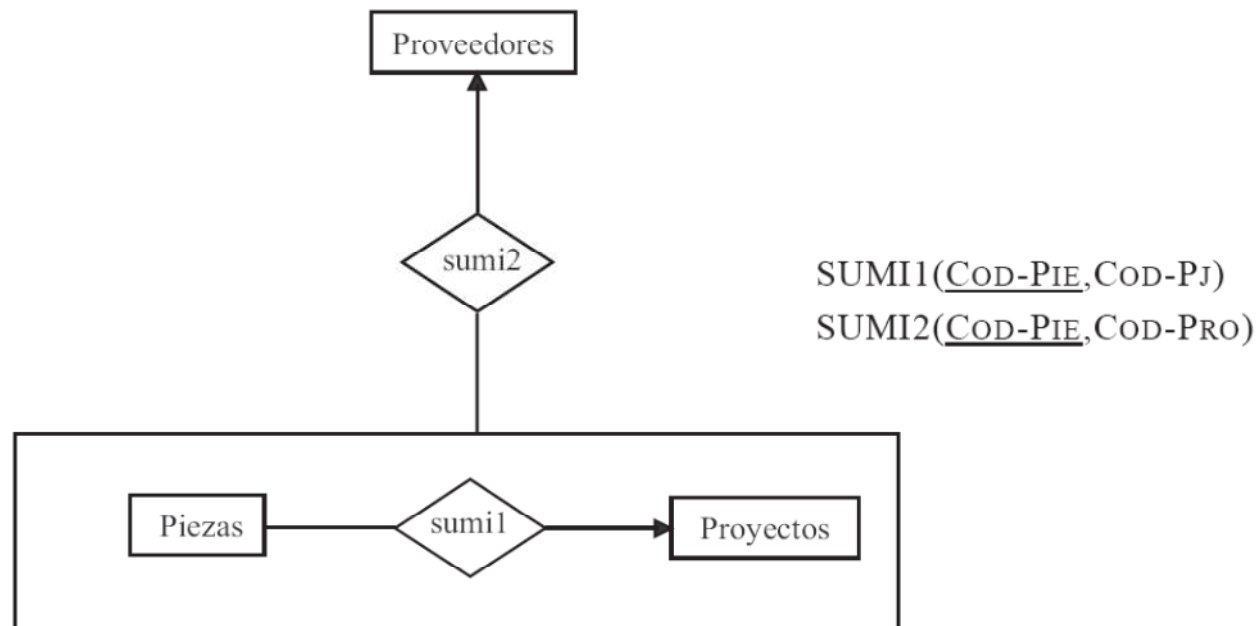 Proveedores
sumi2
SUMI1(COD-PIE,COD-PJ)
SUMI2(COD-PIE,COD-PRO)
Piezas
sumi1
Proyectos